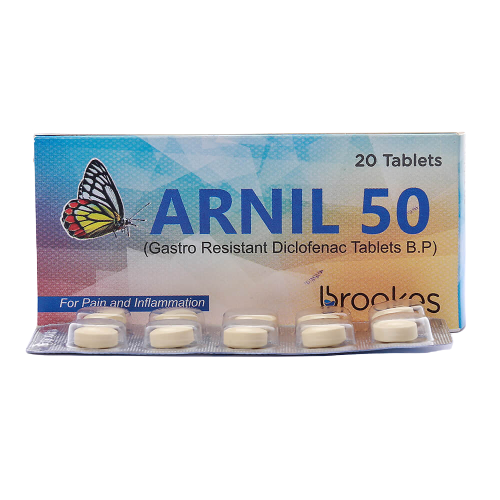 20 Tablets
ARNIL 50
(Gastro Resistant Diclofenac Tablets B.P)
For Pain and Inflammation
brookes